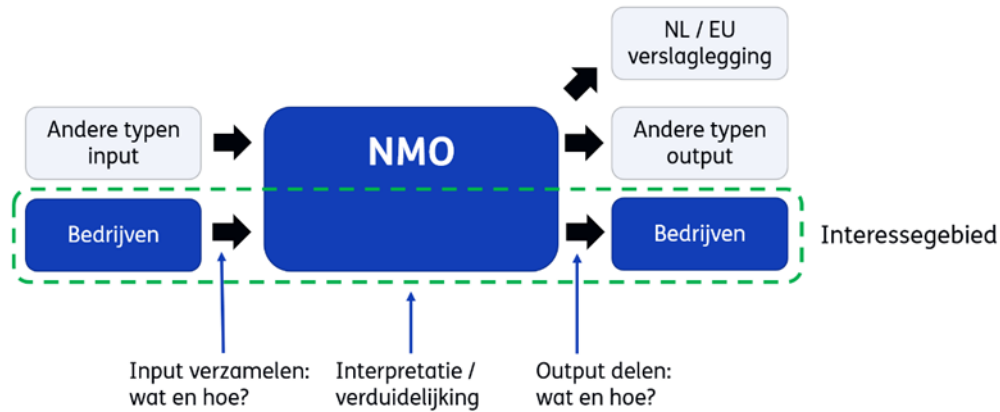 NL / EU
verslaglegging
Andere typen
input
NMO
Andere typen
output
Bedrijven
Bedrijven
Interessegebied
Input verzamelen:
wat en hoe?
Interpretatie /
verduidelijking
Output delen:
wat en hoe?